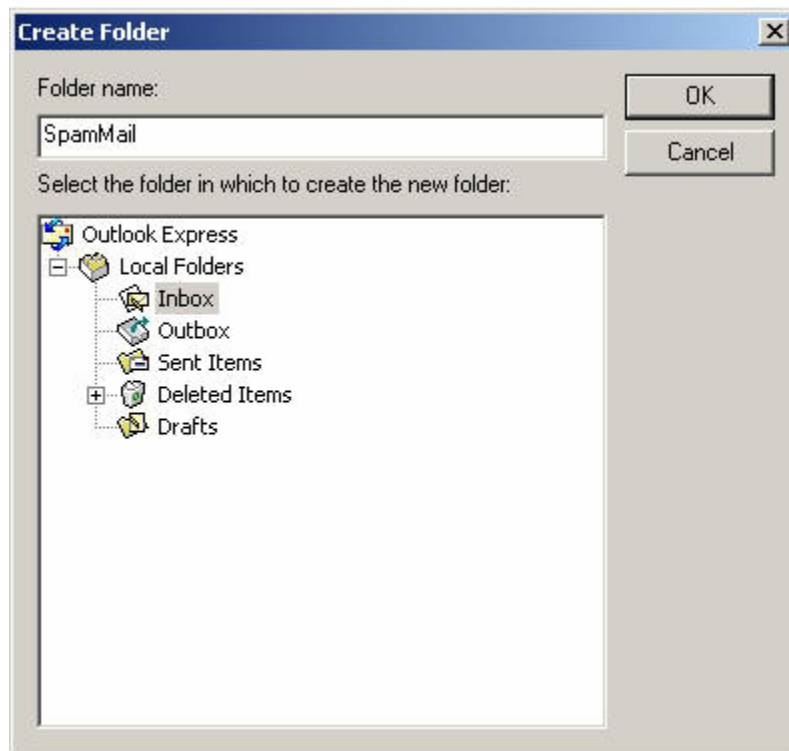 Create Folder
Folder name:
OK
SpamMail
Cancel
Select the folder in which to create the new folder:
Outlook Express
Local Folders
Inbox
Outbox
Sent Items
Deleted Items
Drafts